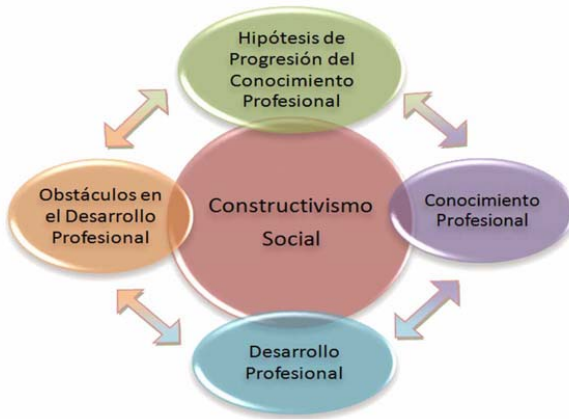 Hipótesis de
Progresión del
Conocimiento
Profesional
Obstáculos en
el Desarrollo
Profesional
Constructivismo
Social
Conocimiento
Profesional
Desarrollo
Profesional